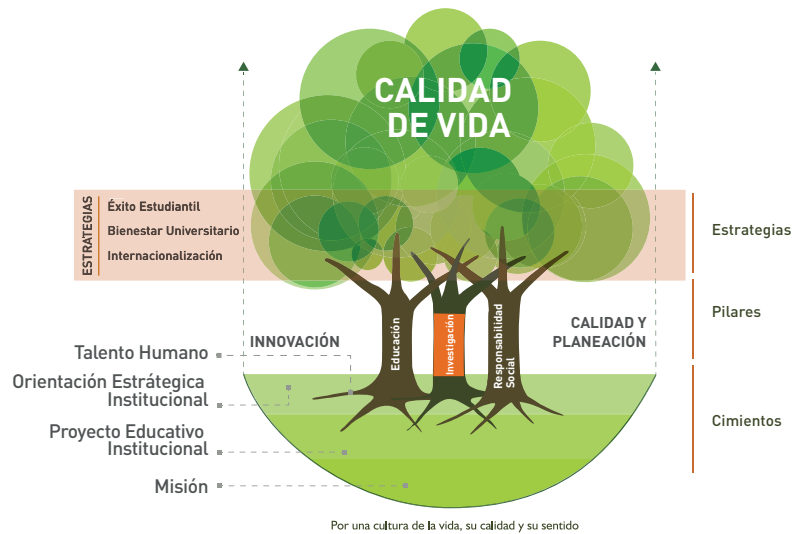 CALIDAD
DE VIDA
ESTRATEGIAS
Éxito Estudiantil
Bienestar Universitario
Internacionalización
Estrategias
Pilares
Cimientos
INNOVACIÓN
Educación
Investigación
Responsabilidad
Social
CALIDAD Y
PLANEACIÓN
Talento Humano
Orientación Estrátegica
Institucional
Proyecto Educativo
Institucional
Misión
Por una cultura de la vida, su calidad y su sentido